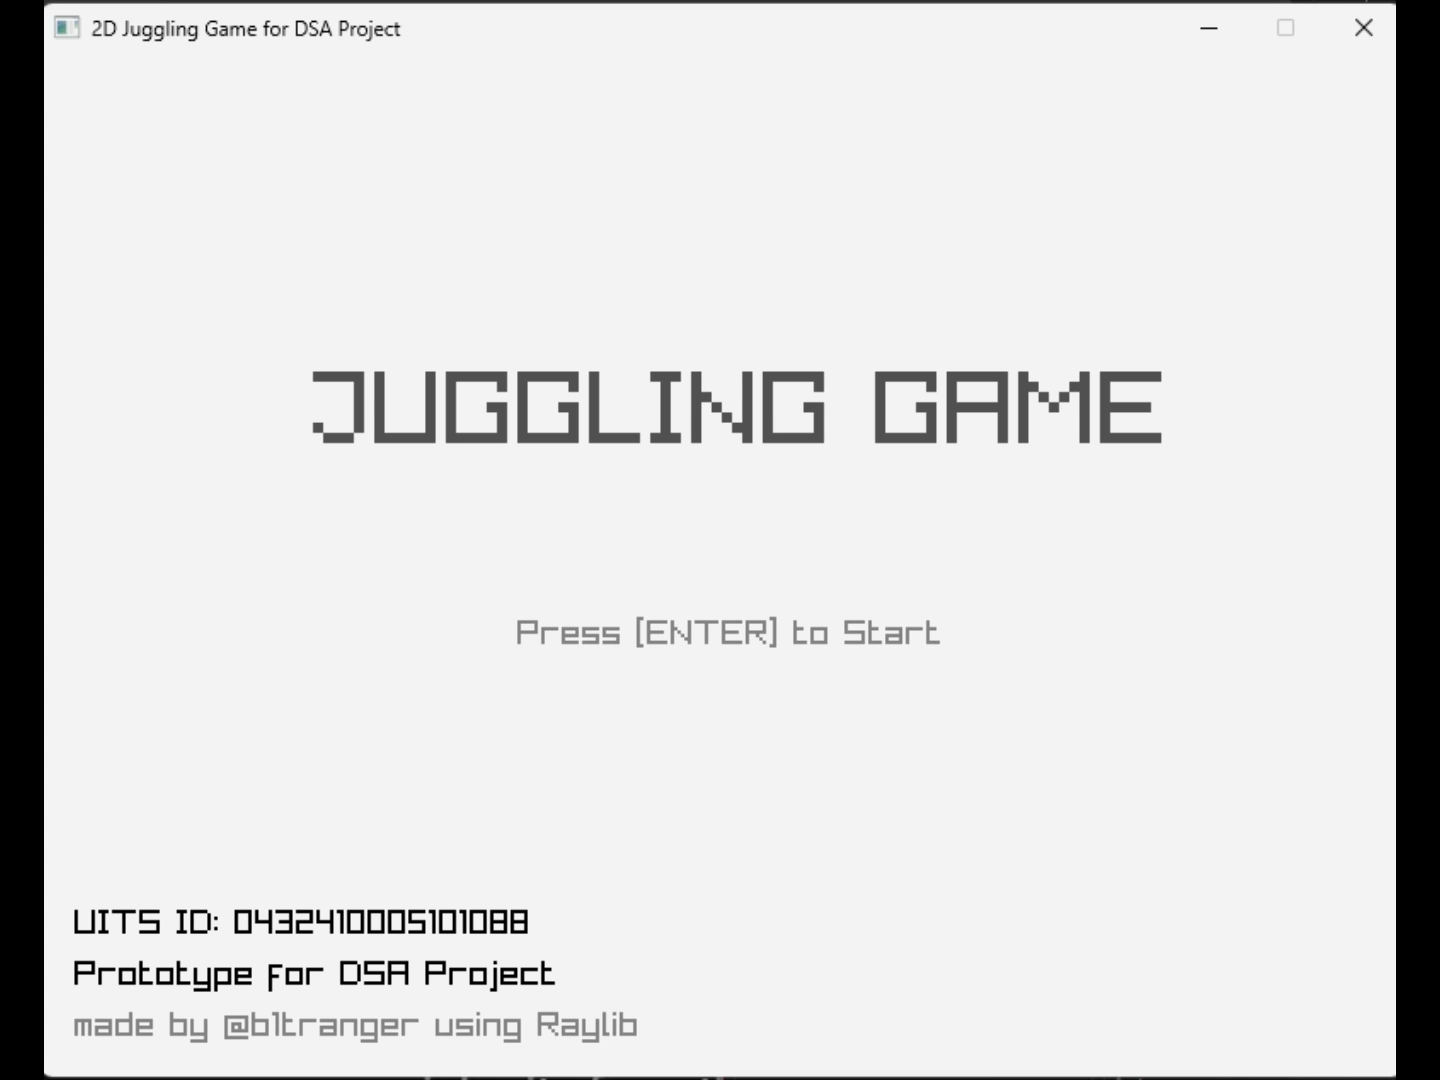 2D Juggling Game for DSA Project
JUGGLING GAME
Press [ENTER] to Start
UITS ID: 0432410005101088
Prototype for DSA Project
made by @b1tranger using Raylib